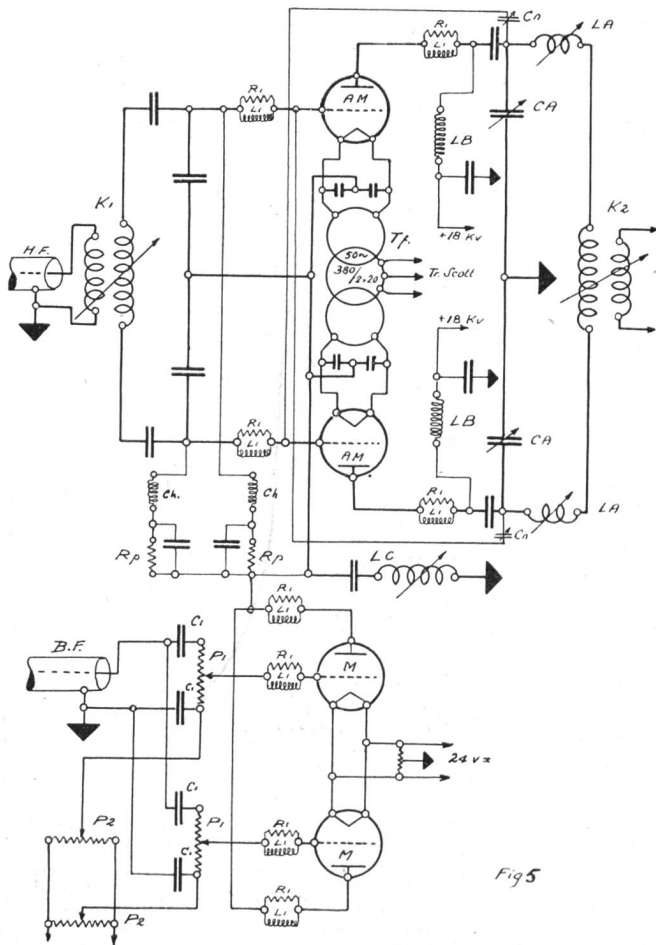 Cn
LA
R1
L1
R1
L1
AM
CA
LB
K1
K2
H.F.
Tf.
50~
380/2×20
+18 Kv
Tr. Scott
+18 Kv
LB
R1
L1
AM
CA
R1
L1
LA
Cn
Ch.
Ch
Rp
Rp
LC
R1
L1
B.F.
C1
P1
R1
L1
M
C1
24 v =
C1
P1
R1
L1
M
C1
P2
P2
R1
L1
Fig 5